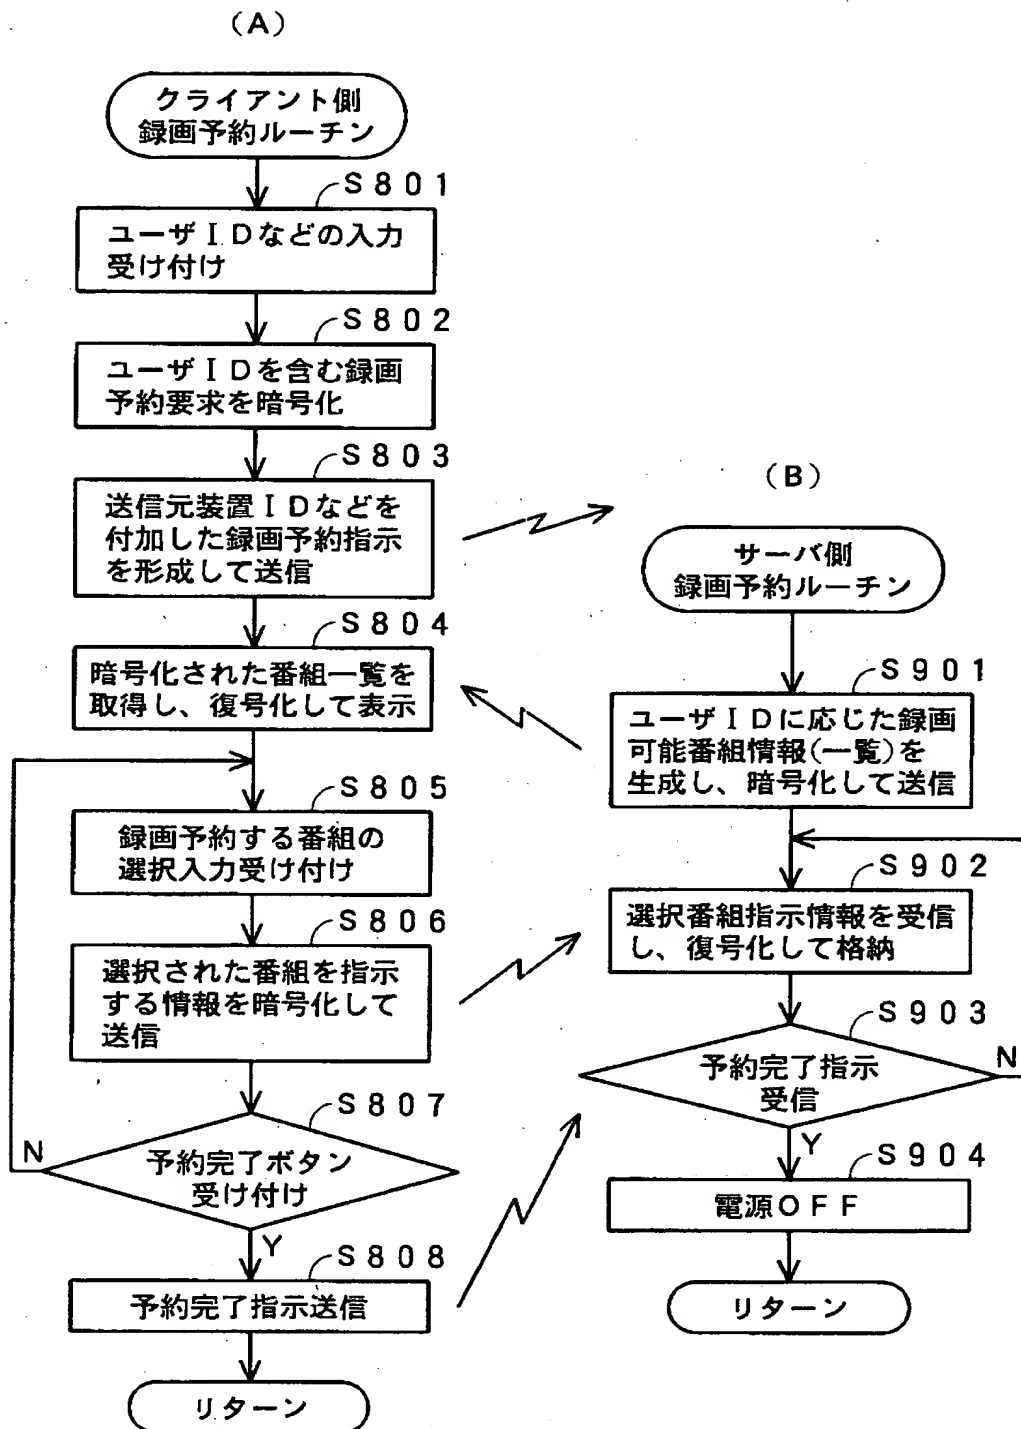 (A)
クライアント側
録画予約ルーチン
S801
ユーザIDなどの入力
受け付け
S802
ユーザIDを含む録画
予約要求を暗号化
S803
送信元装置IDなどを
付加した録画予約指示
を形成して送信
S804
暗号化された番組一覧を
取得し、復号化して表示
S805
録画予約する番組の
選択入力受け付け
S806
選択された番組を指示
する情報を暗号化して
送信
S807
予約完了ボタン
受け付け
N
Y
S808
予約完了指示送信
リターン
(B)
サーバ側
録画予約ルーチン
S901
ユーザIDに応じた録画
可能番組情報(一覧)を
生成し、暗号化して送信
S902
選択番組指示情報を受信
し、復号化して格納
S903
予約完了指示
受信
N
Y
S904
電源OFF
リターン